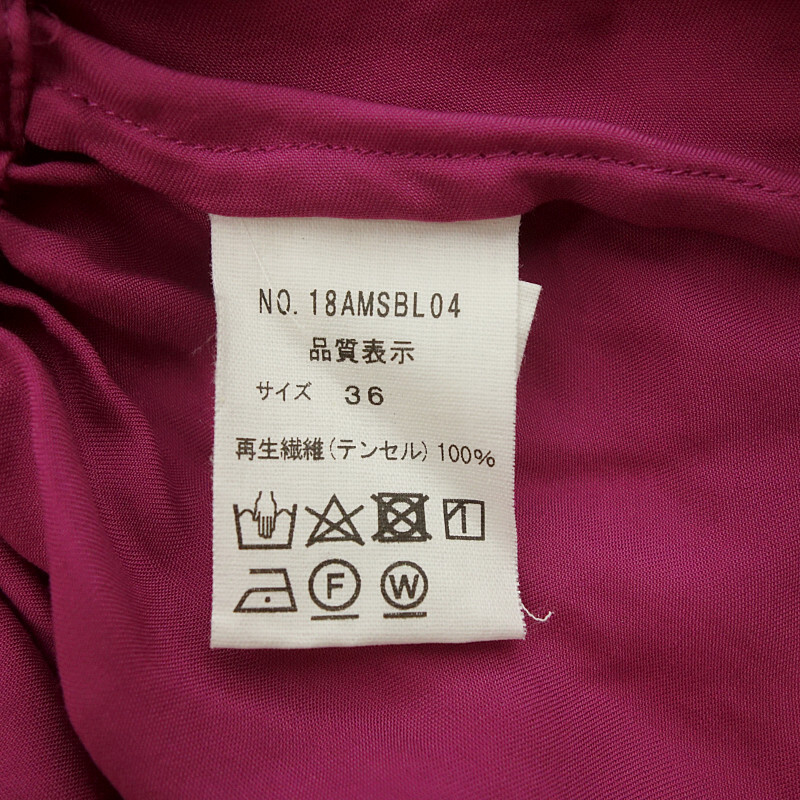 NO. 18AMSBL04
品質表示
サイズ 36
再生繊維(テンセル)100%
F W